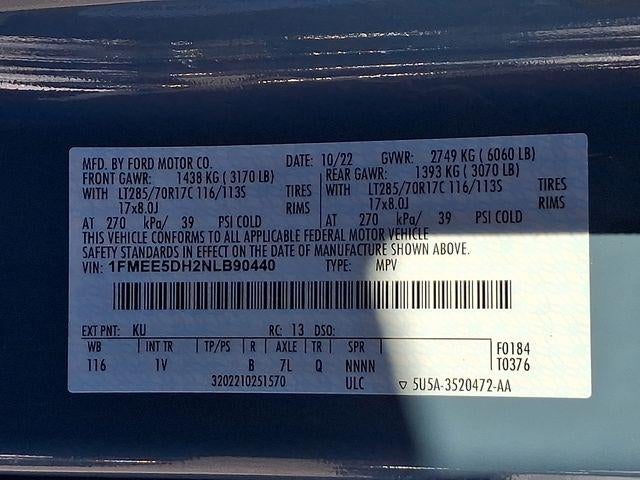 MFD. BY FORD MOTOR CO. DATE: 10/22 GVWR: 2749 KG ( 6060 LB)
FRONT GAWR: 1438 KG ( 3170 LB) REAR GAWR: 1393 KG ( 3070 LB)
WITH LT285/70R17C 116/113S TIRES WITH LT285/70R17C 116/113S TIRES
17x8.0J RIMS 17x8.0J RIMS
AT 270 kPa/ 39 PSI COLD AT 270 kPa/ 39 PSI COLD
THIS VEHICLE CONFORMS TO ALL APPLICABLE FEDERAL MOTOR VEHICLE
SAFETY STANDARDS IN EFFECT ON THE DATE OF MANUFACTURE SHOWN ABOVE.
VIN: 1FMEE5DH2NLB90440 TYPE: MPV
EXT PNT: KU RC: 13 DSO:
WB INT TR TP/PS R AXLE TR SPR F0184
116 1V B 7L Q NNNN T0376
3202210251570 ULC ▽ 5U5A-3520472-AA